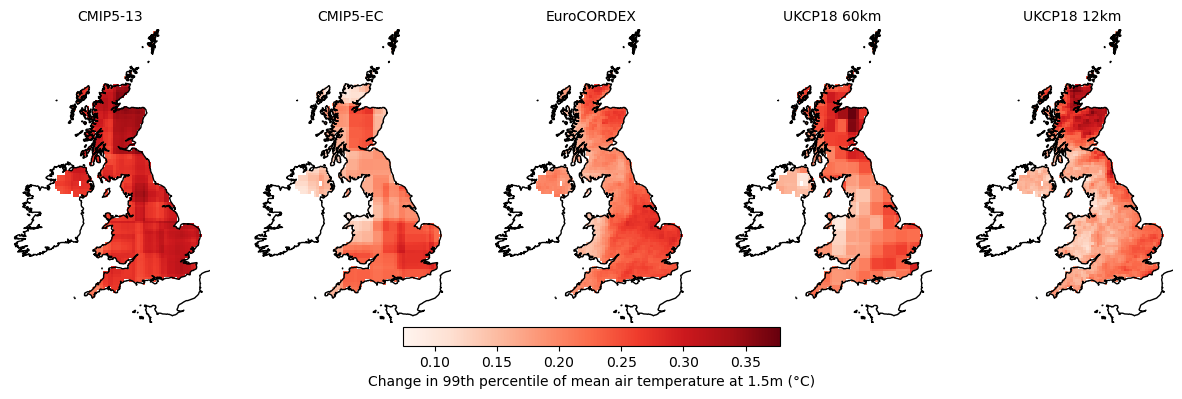 CMIP5-13
CMIP5-EC
EuroCORDEX
UKCP18 60km
UKCP18 12km
0.10
0.15
0.20
0.25
0.30
0.35
Change in 99th percentile of mean air temperature at 1.5m (°C)